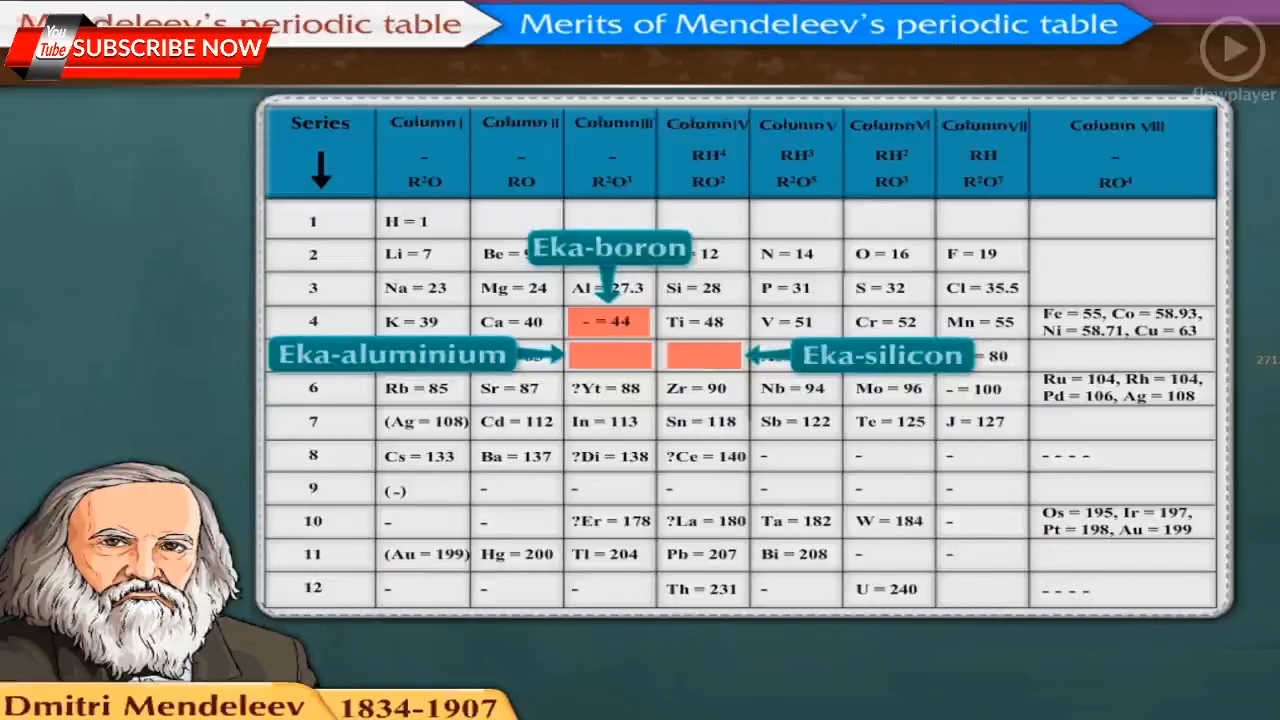 eev's periodic table
Merits of Mendeleev's periodic table
You Tube SUBSCRIBE NOW
flowplayer
Series Column I Column II Column III Column IV Column V Column VI Column VII Column VIII
- - - RH⁴ RH³ RH² RH -
R²O RO R²O³ RO² R²O⁵ RO³ R²O⁷ RO⁴
1 H = 1
Eka-boron
2 Li = 7 Be = 12 N = 14 O = 16 F = 19
3 Na = 23 Mg = 24 Al = 27.3 Si = 28 P = 31 S = 32 Cl = 35.5
4 K = 39 Ca = 40 - = 44 Ti = 48 V = 51 Cr = 52 Mn = 55 Fe = 55, Co = 58.93,
Ni = 58.71, Cu = 63
Eka-aluminium Eka-silicon = 80
271
6 Rb = 85 Sr = 87 ?Yt = 88 Zr = 90 Nb = 94 Mo = 96 - = 100 Ru = 104, Rh = 104,
Pd = 106, Ag = 108
7 (Ag = 108) Cd = 112 In = 113 Sn = 118 Sb = 122 Te = 125 J = 127
8 Cs = 133 Ba = 137 ?Di = 138 ?Ce = 140 - - - - - - -
9 (-) - - - - - -
10 - - ?Er = 178 ?La = 180 Ta = 182 W = 184 - Os = 195, Ir = 197,
Pt = 198, Au = 199
11 (Au = 199) Hg = 200 Tl = 204 Pb = 207 Bi = 208 - -
12 - - - Th = 231 - U = 240 - - - -
Dmitri Mendeleev 1834-1907